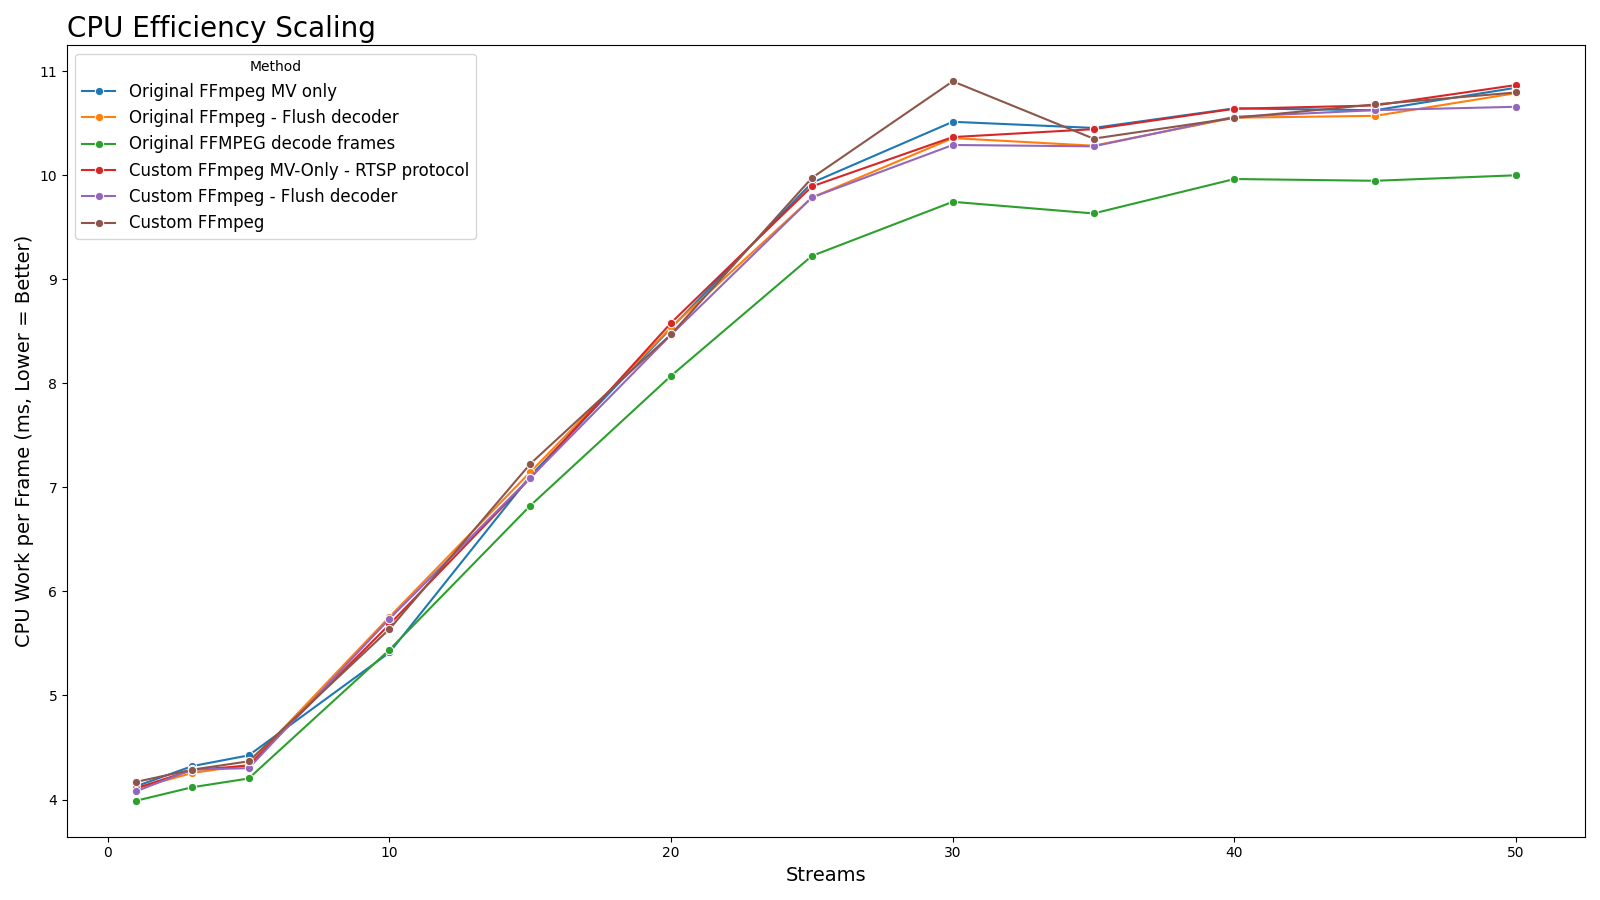 CPU Efficiency Scaling
Method
Original FFmpeg MV only
Original FFmpeg - Flush decoder
Original FFMPEG decode frames
Custom FFmpeg MV-Only - RTSP protocol
Custom FFmpeg - Flush decoder
Custom FFmpeg
CPU Work per Frame (ms, Lower = Better)
11
10
9
8
7
6
5
4
0
10
20
30
40
50
Streams